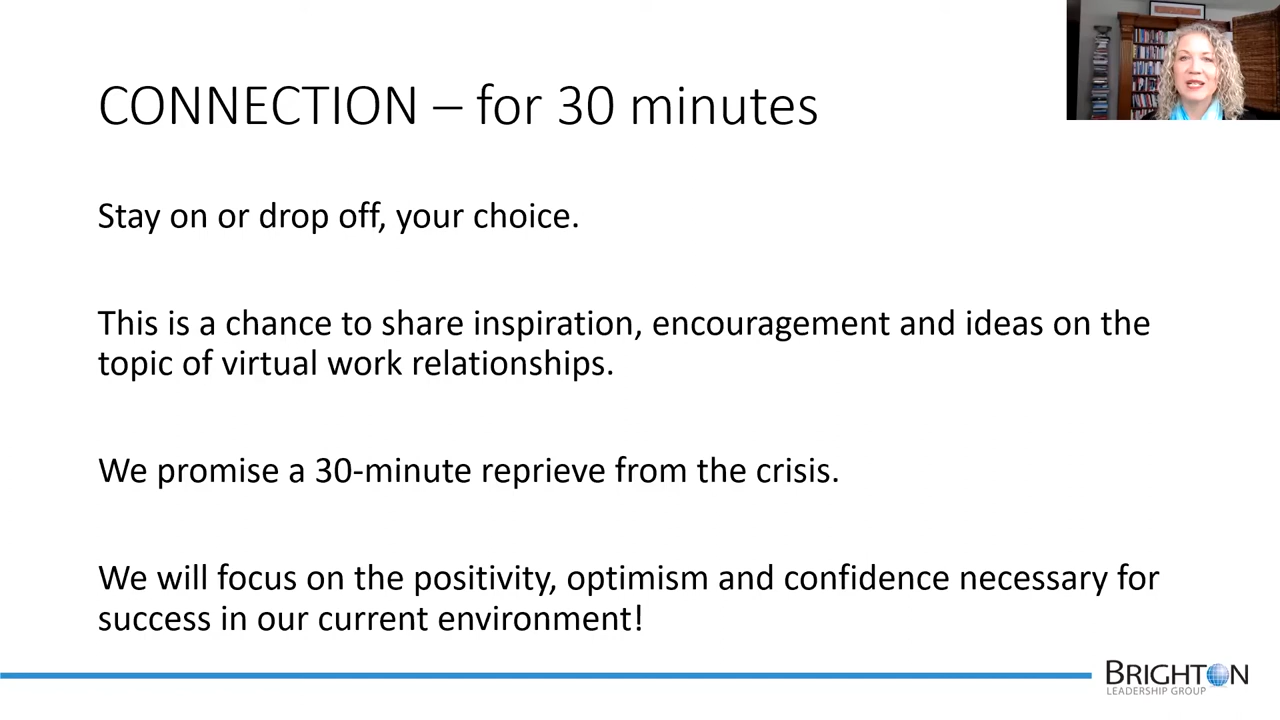 CONNECTION – for 30 minutes
Stay on or drop off, your choice.
This is a chance to share inspiration, encouragement and ideas on the
topic of virtual work relationships.
We promise a 30-minute reprieve from the crisis.
We will focus on the positivity, optimism and confidence necessary for
success in our current environment!
BRIGHTON
LEADERSHIP GROUP